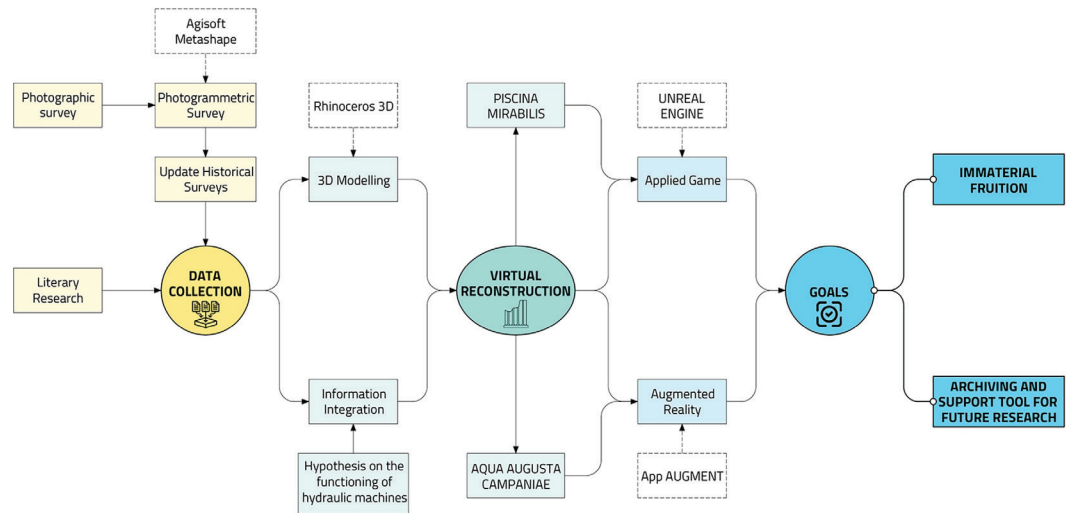 Agisoft
Metashape
Photographic
survey
Photogrammetric
Survey
Rhinoceros 3D
PISCINA
MIRABILIS
UNREAL
ENGINE
Update Historical
Surveys
3D Modelling
Applied Game
IMMATERIAL
FRUITION
Literary
Research
DATA
COLLECTION
VIRTUAL
RECONSTRUCTION
GOALS
Information
Integration
Augmented
Reality
ARCHIVING AND
SUPPORT TOOL FOR
FUTURE RESEARCH
Hypothesis on the
functioning of
hydraulic machines
AQUA AUGUSTA
CAMPANIAE
App AUGMENT